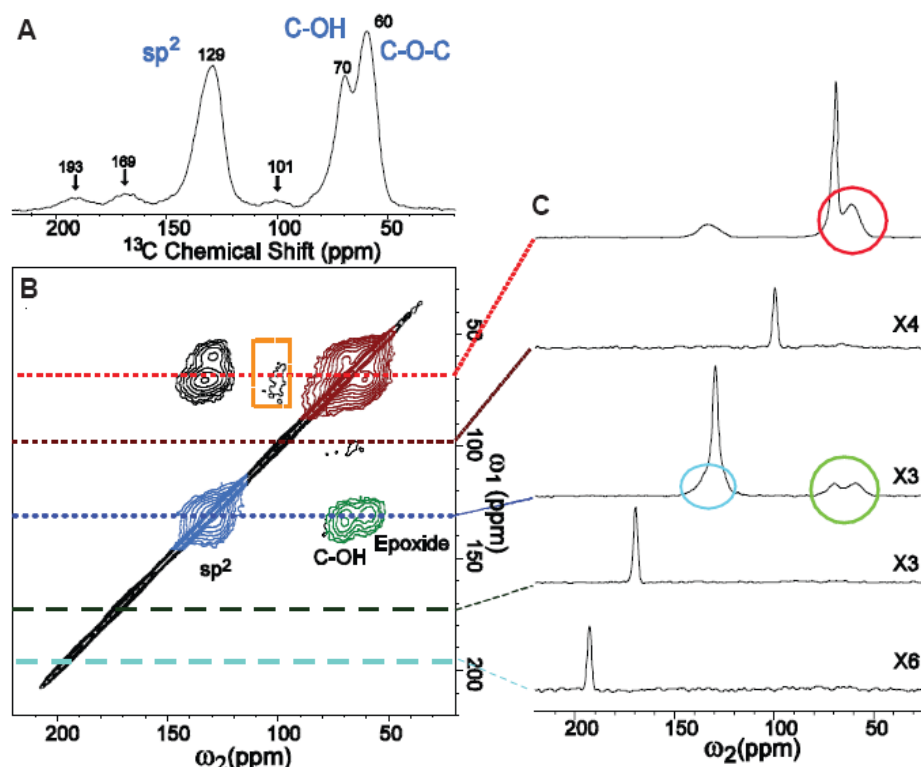 A
sp²
C-OH
60
C-O-C
129
70
193
169
101
200
150
100
50
¹³C Chemical Shift (ppm)
B
50
100
150
200
ω₁(ppm)
sp²
C-OH
Epoxide
200
150
100
50
ω₂(ppm)
C
X4
X3
X3
X6
200
150
100
50
ω₂(ppm)